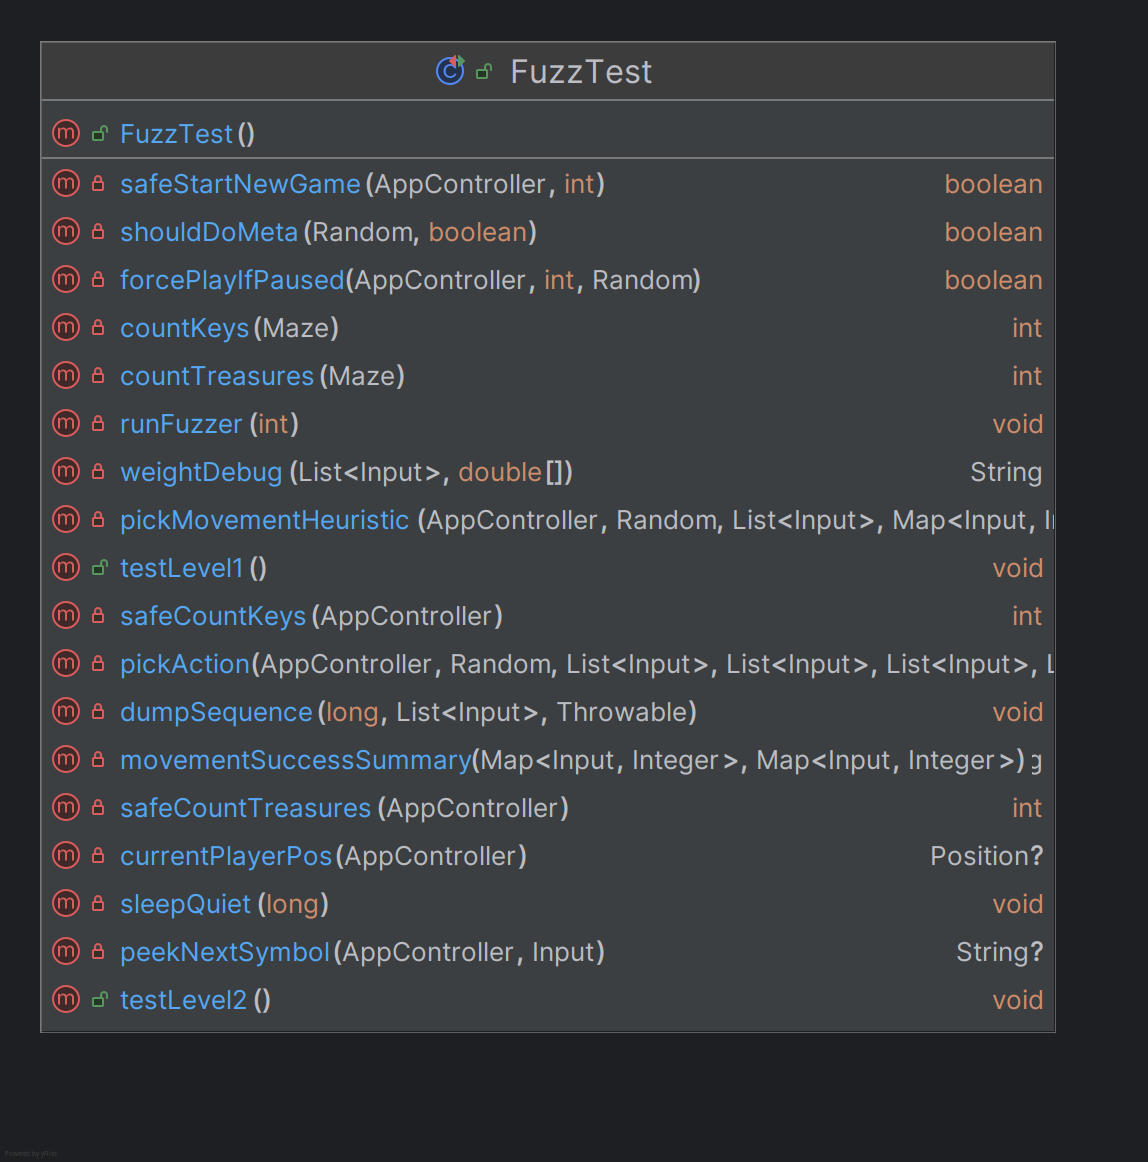 FuzzTest
FuzzTest()
safeStartNewGame(AppController, int) boolean
shouldDoMeta(Random, boolean) boolean
forcePlayIfPaused(AppController, int, Random) boolean
countKeys(Maze) int
countTreasures(Maze) int
runFuzzer(int) void
weightDebug(List<Input>, double[]) String
pickMovementHeuristic(AppController, Random, List<Input>, Map<Input, I
testLevel1() void
safeCountKeys(AppController) int
pickAction(AppController, Random, List<Input>, List<Input>, List<Input>, L
dumpSequence(long, List<Input>, Throwable) void
movementSuccessSummary(Map<Input, Integer>, Map<Input, Integer>) g
safeCountTreasures(AppController) int
currentPlayerPos(AppController) Position?
sleepQuiet(long) void
peekNextSymbol(AppController, Input) String?
testLevel2() void
Powered by yFiles